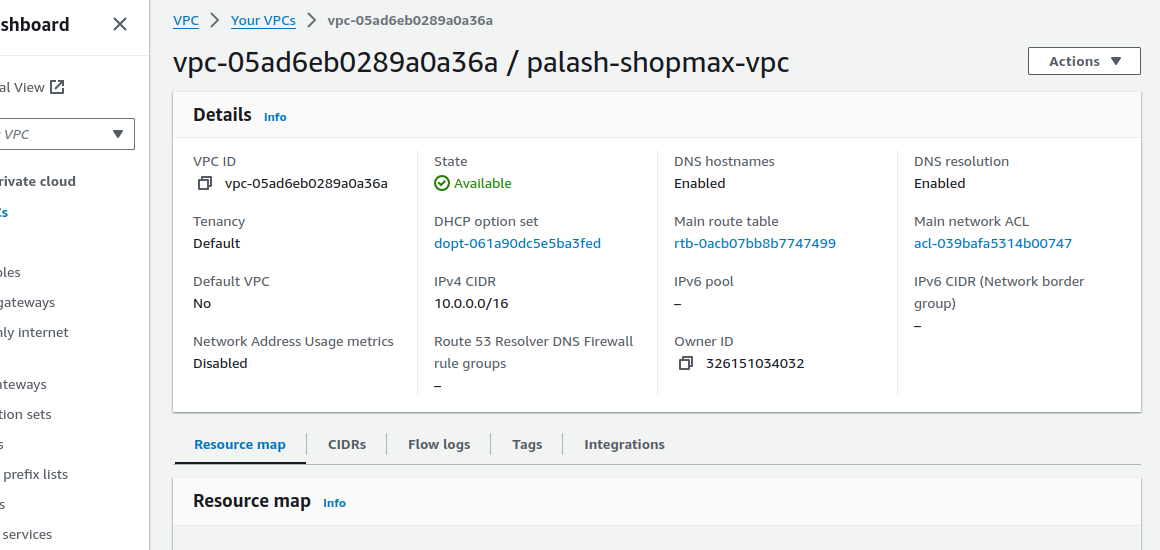 shboard
VPC > Your VPCs > vpc-05ad6eb0289a0a36a
vpc-05ad6eb0289a0a36a / palash-shopmax-vpc
Actions
al View
VPC
rivate cloud
gateways
nly internet
ateways
tion sets
prefix lists
services
Details Info
VPC ID
vpc-05ad6eb0289a0a36a
State
Available
DNS hostnames
Enabled
DNS resolution
Enabled
Tenancy
Default
DHCP option set
dopt-061a90dc5e5ba3fed
Main route table
rtb-0acb07bb8b7747499
Main network ACL
acl-039bafa5314b00747
Default VPC
No
IPv4 CIDR
10.0.0.0/16
IPv6 pool
–
IPv6 CIDR (Network border
group)
–
Network Address Usage metrics
Disabled
Route 53 Resolver DNS Firewall
rule groups
–
Owner ID
326151034032
Resource map CIDRs Flow logs Tags Integrations
Resource map Info